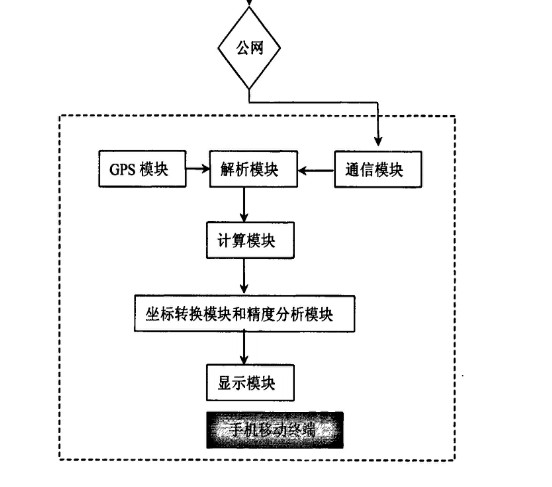 公网
GPS 模块
解析模块
通信模块
计算模块
坐标转换模块和精度分析模块
显示模块
手机移动终端